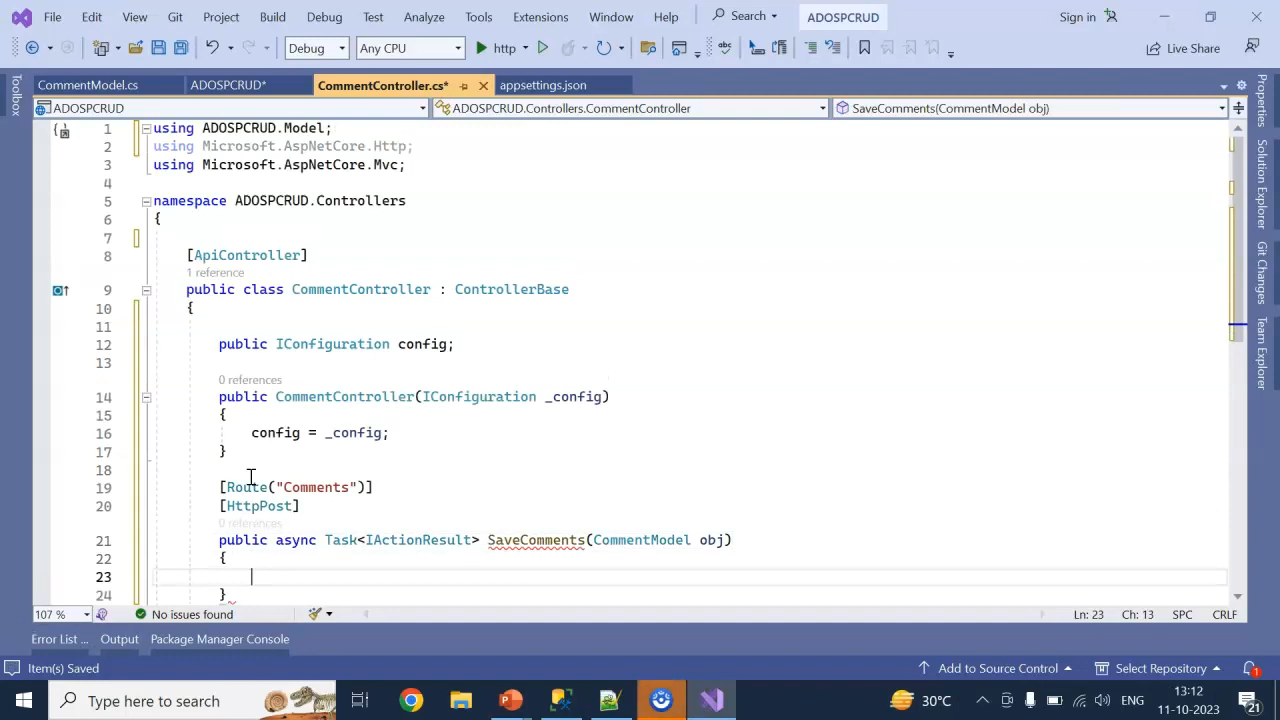 File Edit View Git Project Build Debug Test Analyze Tools Extensions Window Help Search ADOSPCRUD Sign in
Debug Any CPU http Live Share
CommentModel.cs ADOSPCRUD* CommentController.cs* appsettings.json
ADOSPCRUD ADOSPCRUD.Controllers.CommentController SaveComments(CommentModel obj)
Toolbox
1 using ADOSPCRUD.Model;
2 using Microsoft.AspNetCore.Http;
3 using Microsoft.AspNetCore.Mvc;
4
5 namespace ADOSPCRUD.Controllers
6 {
7
8 [ApiController]
1 reference
9 public class CommentController : ControllerBase
10 {
11
12 public IConfiguration config;
13
0 references
14 public CommentController(IConfiguration _config)
15 {
16 config = _config;
17 }
18
19 [Route("Comments")]
20 [HttpPost]
0 references
21 public async Task<IActionResult> SaveComments(CommentModel obj)
22 {
23
24 }
Properties
Solution Explorer
Git Changes
Team Explorer
107 % No issues found Ln: 23 Ch: 13 SPC CRLF
Error List ... Output Package Manager Console
Item(s) Saved Add to Source Control Select Repository 1
Type here to search 30°C ENG 13:12
11-10-2023 21